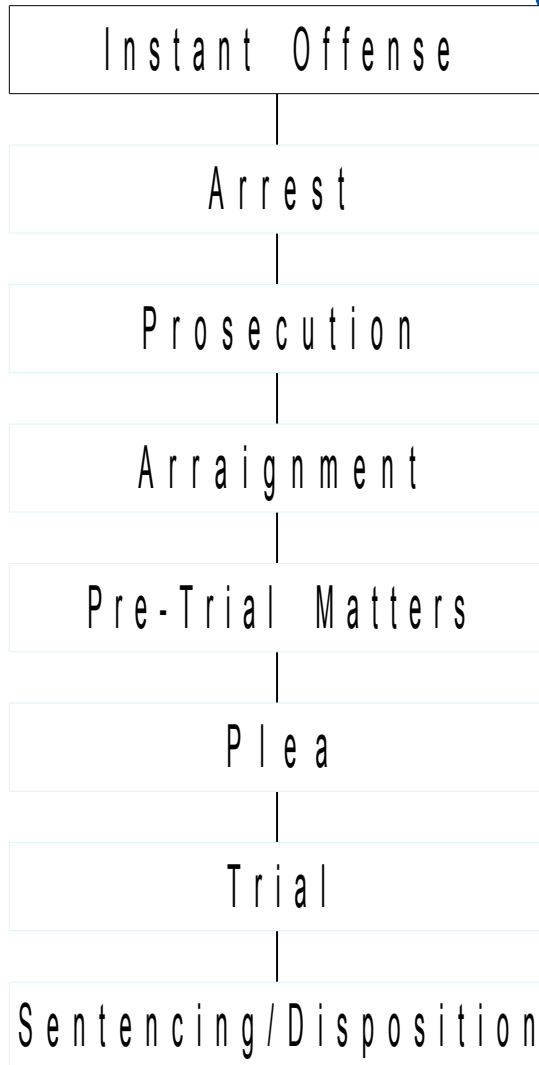 Instant Offense
Arrest
Prosecution
Arraignment
Pre-Trial Matters
Plea
Trial
Sentencing/Disposition